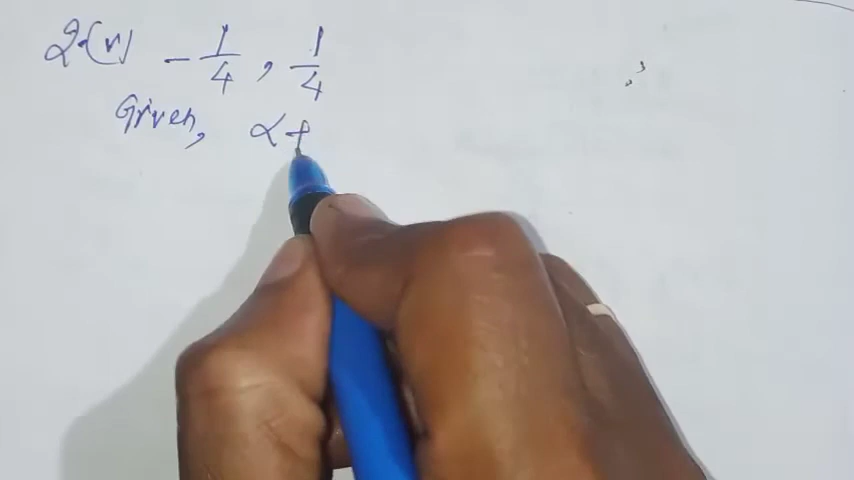 2.(v) -1/4, 1/4
Given, α+